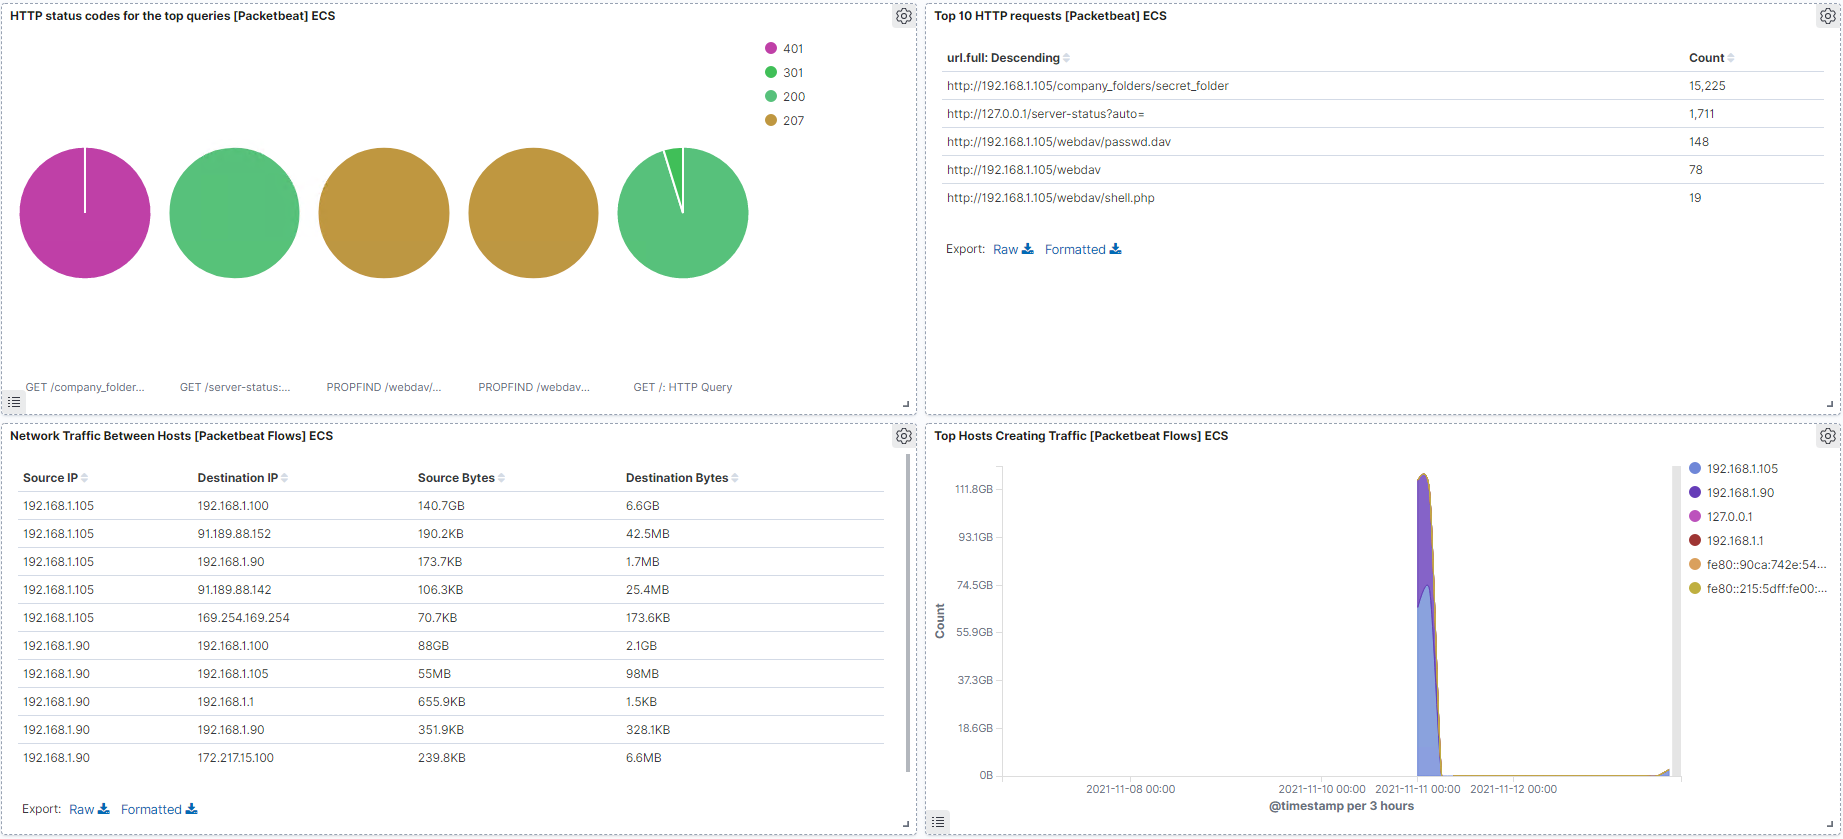 HTTP status codes for the top queries [Packetbeat] ECS
401
301
200
207
GET /company_folder...
GET /server-status:...
PROPFIND /webdav/...
PROPFIND /webdav...
GET /: HTTP Query
Top 10 HTTP requests [Packetbeat] ECS
url.full: Descending Count
http://192.168.1.105/company_folders/secret_folder 15,225
http://127.0.0.1/server-status?auto= 1,711
http://192.168.1.105/webdav/passwd.dav 148
http://192.168.1.105/webdav 78
http://192.168.1.105/webdav/shell.php 19
Export: Raw Formatted
Network Traffic Between Hosts [Packetbeat Flows] ECS
Source IP Destination IP Source Bytes Destination Bytes
192.168.1.105 192.168.1.100 140.7GB 6.6GB
192.168.1.105 91.189.88.152 190.2KB 42.5MB
192.168.1.105 192.168.1.90 173.7KB 1.7MB
192.168.1.105 91.189.88.142 106.3KB 25.4MB
192.168.1.105 169.254.169.254 70.7KB 173.6KB
192.168.1.90 192.168.1.100 88GB 2.1GB
192.168.1.90 192.168.1.105 55MB 98MB
192.168.1.90 192.168.1.1 655.9KB 1.5KB
192.168.1.90 192.168.1.90 351.9KB 328.1KB
192.168.1.90 172.217.15.100 239.8KB 6.6MB
Export: Raw Formatted
Top Hosts Creating Traffic [Packetbeat Flows] ECS
111.8GB
93.1GB
74.5GB
55.9GB
37.3GB
18.6GB
0B
Count
2021-11-08 00:00 2021-11-10 00:00 2021-11-11 00:00 2021-11-12 00:00
@timestamp per 3 hours
192.168.1.105
192.168.1.90
127.0.0.1
192.168.1.1
fe80::90ca:742e:54...
fe80::215:5dff:fe00:...